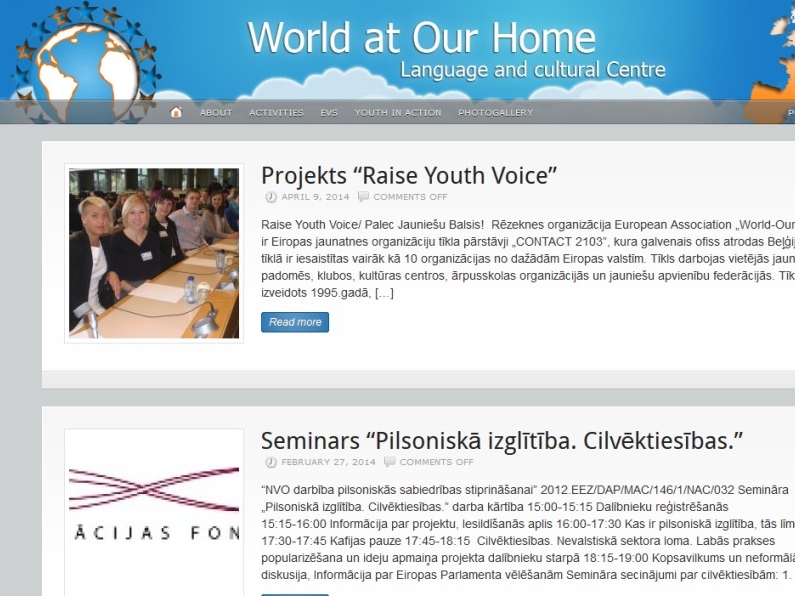 World at Our Home
Language and cultural Centre
ABOUT ACTIVITIES EVS YOUTH IN ACTION PHOTOGALLERY
Projekts “Raise Youth Voice”
APRIL 9, 2014 COMMENTS OFF
Raise Youth Voice/ Palec Jauniešu Balsis! Rēzeknes organizācija European Association „World-Our
ir Eiropas jaunatnes organizāciju tīkla pārstāvji „CONTACT 2103”, kura galvenais ofiss atrodas
tīklā ir iesaistītas vairāk kā 10 organizācijas no dažādām Eiropas valstīm. Tīkls darbojas vietējās
padomēs, klubos, kultūras centros, ārpusskolas organizācijās un jauniešu apvienību federācijās.
izveidots 1995.gadā, […]
Read more
Seminars “Pilsoniskā izglītība. Cilvēktiesības.”
FEBRUARY 27, 2014 COMMENTS OFF
ĀCIJAS FON
“NVO darbība pilsoniskās sabiedrības stiprināšanai” 2012.EEZ/DAP/MAC/146/1/NAC/032 Semināra
„Pilsoniskā izglītība. Cilvēktiesības.“ darba kārtība 15:00-15:15 Dalībnieku reģistrēšanās
15:15-16:00 Informācija par projektu, Iesildīšanās aplis 16:00-17:30 Kas ir pilsoniskā izglītība, tās
17:30-17:45 Kafijas pauze 17:45-18:15 Cilvēktiesības. Nevalstiskā sektora loma. Labās prakses
popularizēšana un ideju apmaiņa projekta dalībnieku starpā 18:15-19:00 Kopsavilkums un
diskusija, Informācija par Eiropas Parlamenta vēlēšanām Semināra secinājumi par cilvēktiesībām: 1.